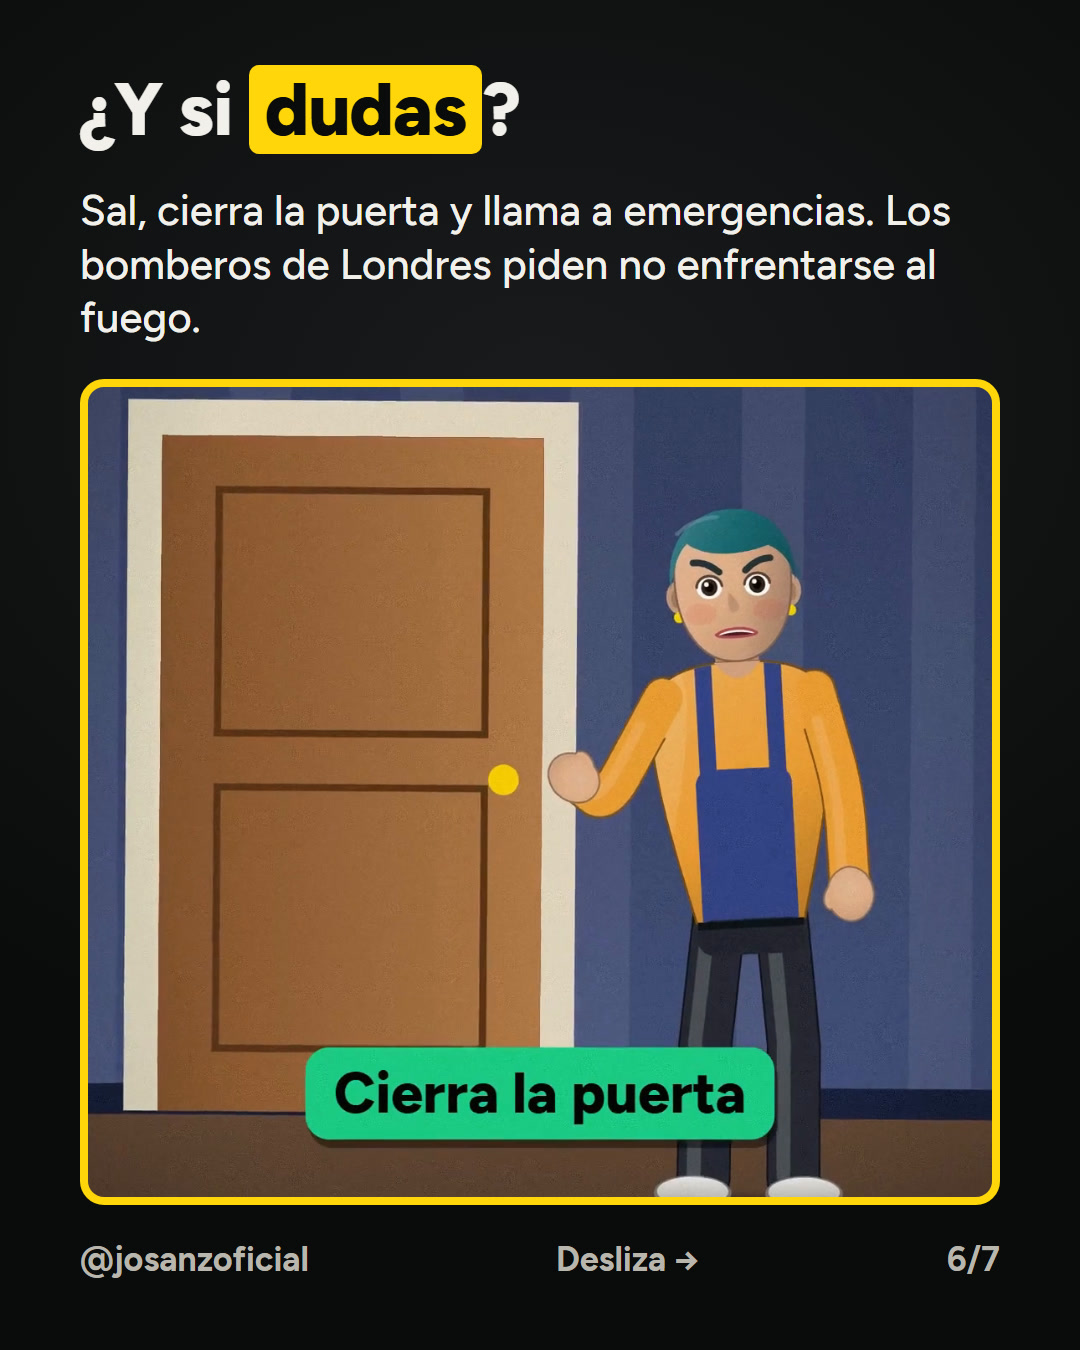 ¿Y si dudas?
Sal, cierra la puerta y llama a emergencias. Los
bomberos de Londres piden no enfrentarse al
fuego.
Cierra la puerta
@josanzoficial
Desliza →
6/7